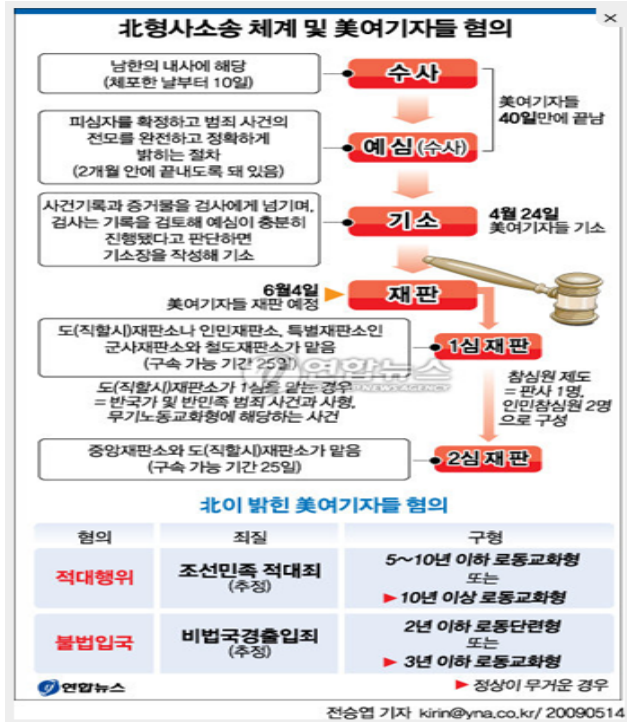 北형사소송 체계 및 美여기자들 혐의
남한의 내사에 해당
(체포한 날부터 10일)
수사
美여기자들
40일만에 끝남
피심자를 확정하고 범죄 사건의
전모를 완전하고 정확하게
밝히는 절차
(2개월 안에 끝내도록 돼 있음)
예심(수사)
사건기록과 증거물을 검사에게 넘기며,
검사는 기록을 검토해 예심이 충분히
진행됐다고 판단하면
기소장을 작성해 기소
기소
4월 24일
美여기자들 기소
6월4일
美여기자들 재판 예정
재판
도(직할시)재판소나 인민재판소, 특별재판소인
군사재판소와 철도재판소가 맡음
(구속 가능 기간 25일)
1심 재판
연합뉴스
YONHAP NEWS AGENCY
도(직할시)재판소가 1심을 맡는 경우
= 반국가 및 반민족 범죄 사건과 사형,
무기노동교화형에 해당하는 사건
참심원 제도
= 판사 1명,
인민참심원 2명
으로 구성
중앙재판소와 도(직할시)재판소가 맡음
(구속 가능 기간 25일)
2심 재판
北이 밝힌 美여기자들 혐의
혐의 죄질 구형
적대행위
조선민족 적대죄
(추정)
5~10년 이하 로동교화형
또는
▶10년 이상 로동교화형
불법입국
비법국경출입죄
(추정)
2년 이하 로동단련형
또는
▶ 3년 이하 로동교화형
연합뉴스
▶ 정상이 무거운 경우
전승엽 기자 kirin@yna.co.kr/ 20090514